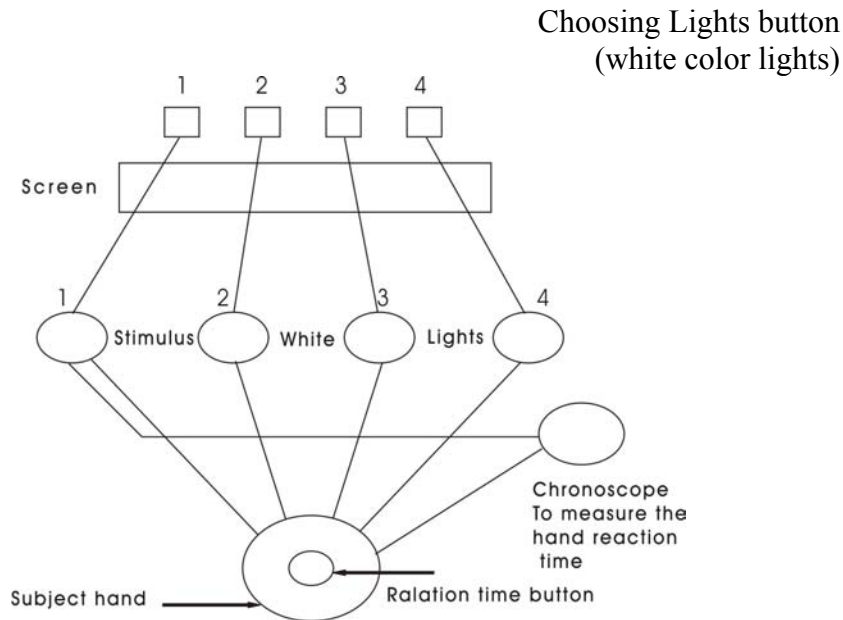 Choosing Lights button
(white color lights)
1 2 3 4
Screen
1 2 3 4
Stimulus White Lights
Chronoscope
To measure the
hand reaction
time
Subject hand
Ralation time button